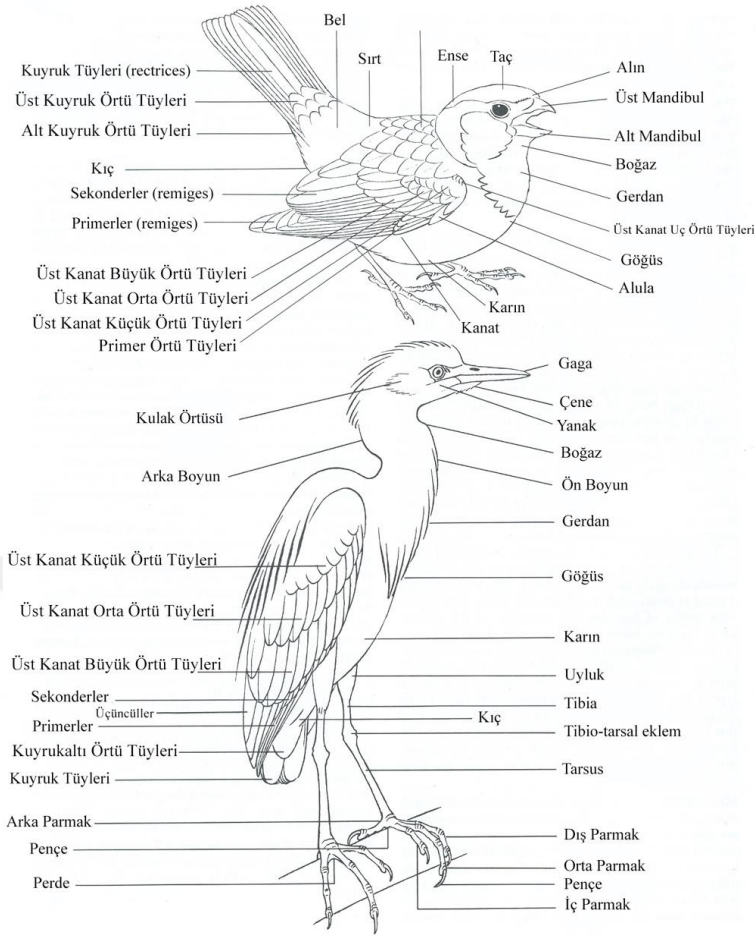 Bel
Sırt
Ense
Taç
Kuyruk Tüyleri (rectrices)
Alın
Üst Kuyruk Örtü Tüyleri
Üst Mandibul
Alt Kuyruk Örtü Tüyleri
Alt Mandibul
Kıç
Boğaz
Sekonderler (remiges)
Gerdan
Primerler (remiges)
Üst Kanat Uç Örtü Tüyleri
Göğüs
Üst Kanat Büyük Örtü Tüyleri
Alula
Üst Kanat Orta Örtü Tüyleri
Karın
Üst Kanat Küçük Örtü Tüyleri
Kanat
Primer Örtü Tüyleri
Gaga
Çene
Kulak Örtüsü
Yanak
Boğaz
Arka Boyun
Ön Boyun
Gerdan
Üst Kanat Küçük Örtü Tüyleri
Göğüs
Üst Kanat Orta Örtü Tüyleri
Karın
Üst Kanat Büyük Örtü Tüyleri
Uyluk
Sekonderler
Tibia
Üçüncüller
Kıç
Primerler
Tibio-tarsal eklem
Kuyrukaltı Örtü Tüyleri
Kuyruk Tüyleri
Tarsus
Arka Parmak
Dış Parmak
Pençe
Orta Parmak
Perde
Pençe
İç Parmak